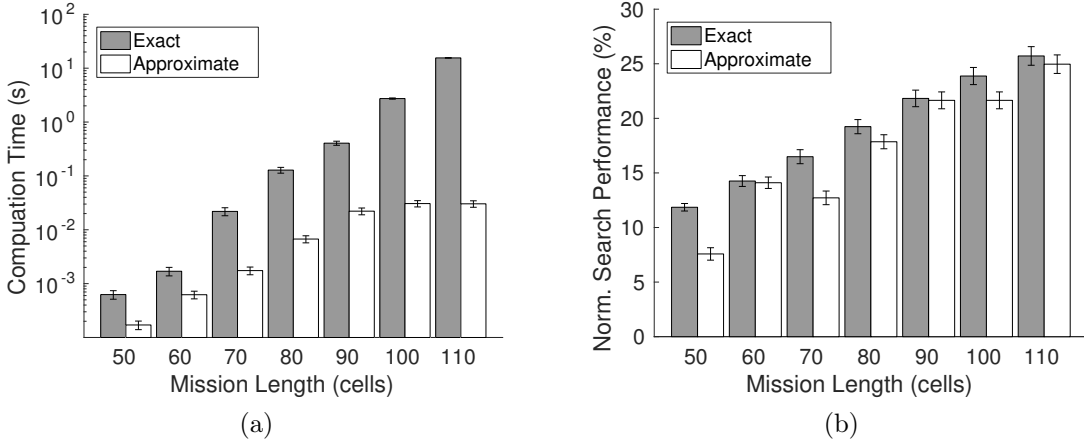 Compuation Time (s)
10^2
10^1
10^0
10^-1
10^-2
10^-3
Exact
Approximate
50 60 70 80 90 100 110
Mission Length (cells)
(a)
Norm. Search Performance (%)
30
25
20
15
10
5
0
Exact
Approximate
50 60 70 80 90 100 110
Mission Length (cells)
(b)